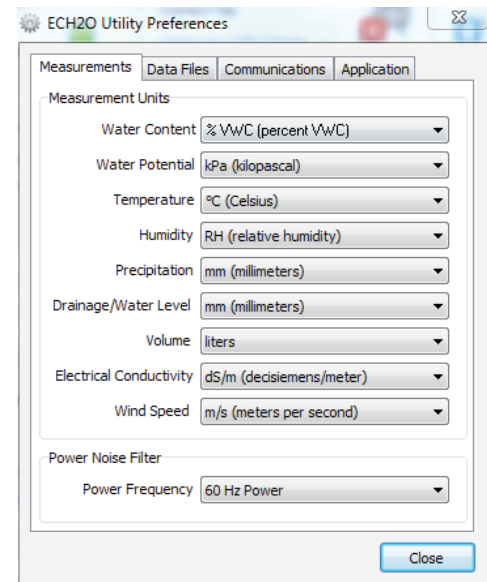 ECH2O Utility Preferences
Measurements Data Files Communications Application
Measurement Units
Water Content % VWC (percent VWC)
Water Potential kPa (kilopascal)
Temperature ºC (Celsius)
Humidity RH (relative humidity)
Precipitation mm (millimeters)
Drainage/Water Level mm (millimeters)
Volume liters
Electrical Conductivity dS/m (decisiemens/meter)
Wind Speed m/s (meters per second)
Power Noise Filter
Power Frequency 60 Hz Power
Close